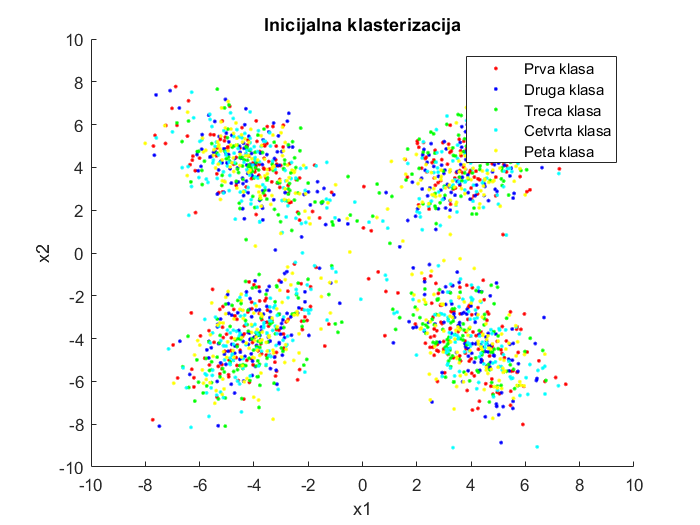 Inicijalna klasterizacija
10
8
6
4
2
0
-2
-4
-6
-8
-10
x2
Prva klasa
Druga klasa
Treca klasa
Cetvrta klasa
Peta klasa
-10 -8 -6 -4 -2 0 2 4 6 8 10
x1